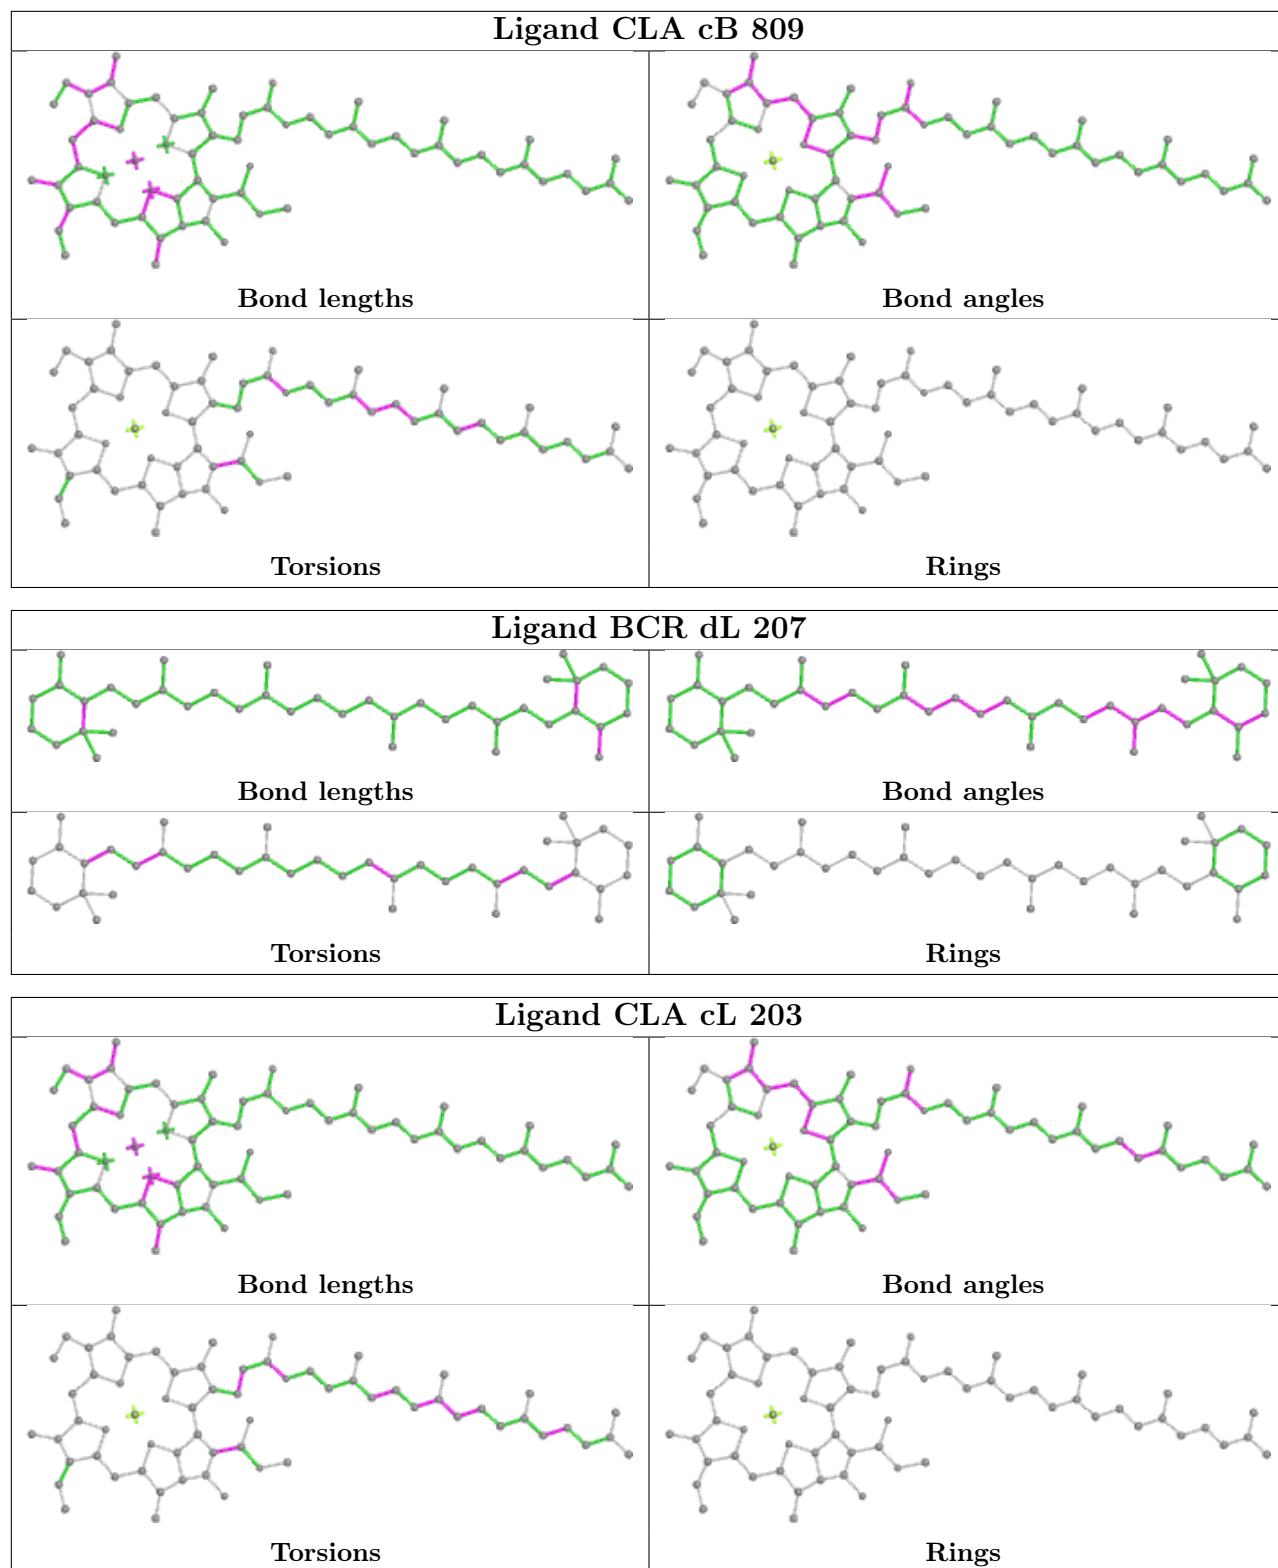 Ligand CLA cB 809
Bond lengths
Bond angles
Torsions
Rings
Ligand BCR dL 207
Bond lengths
Bond angles
Torsions
Rings
Ligand CLA cL 203
Bond lengths
Bond angles
Torsions
Rings